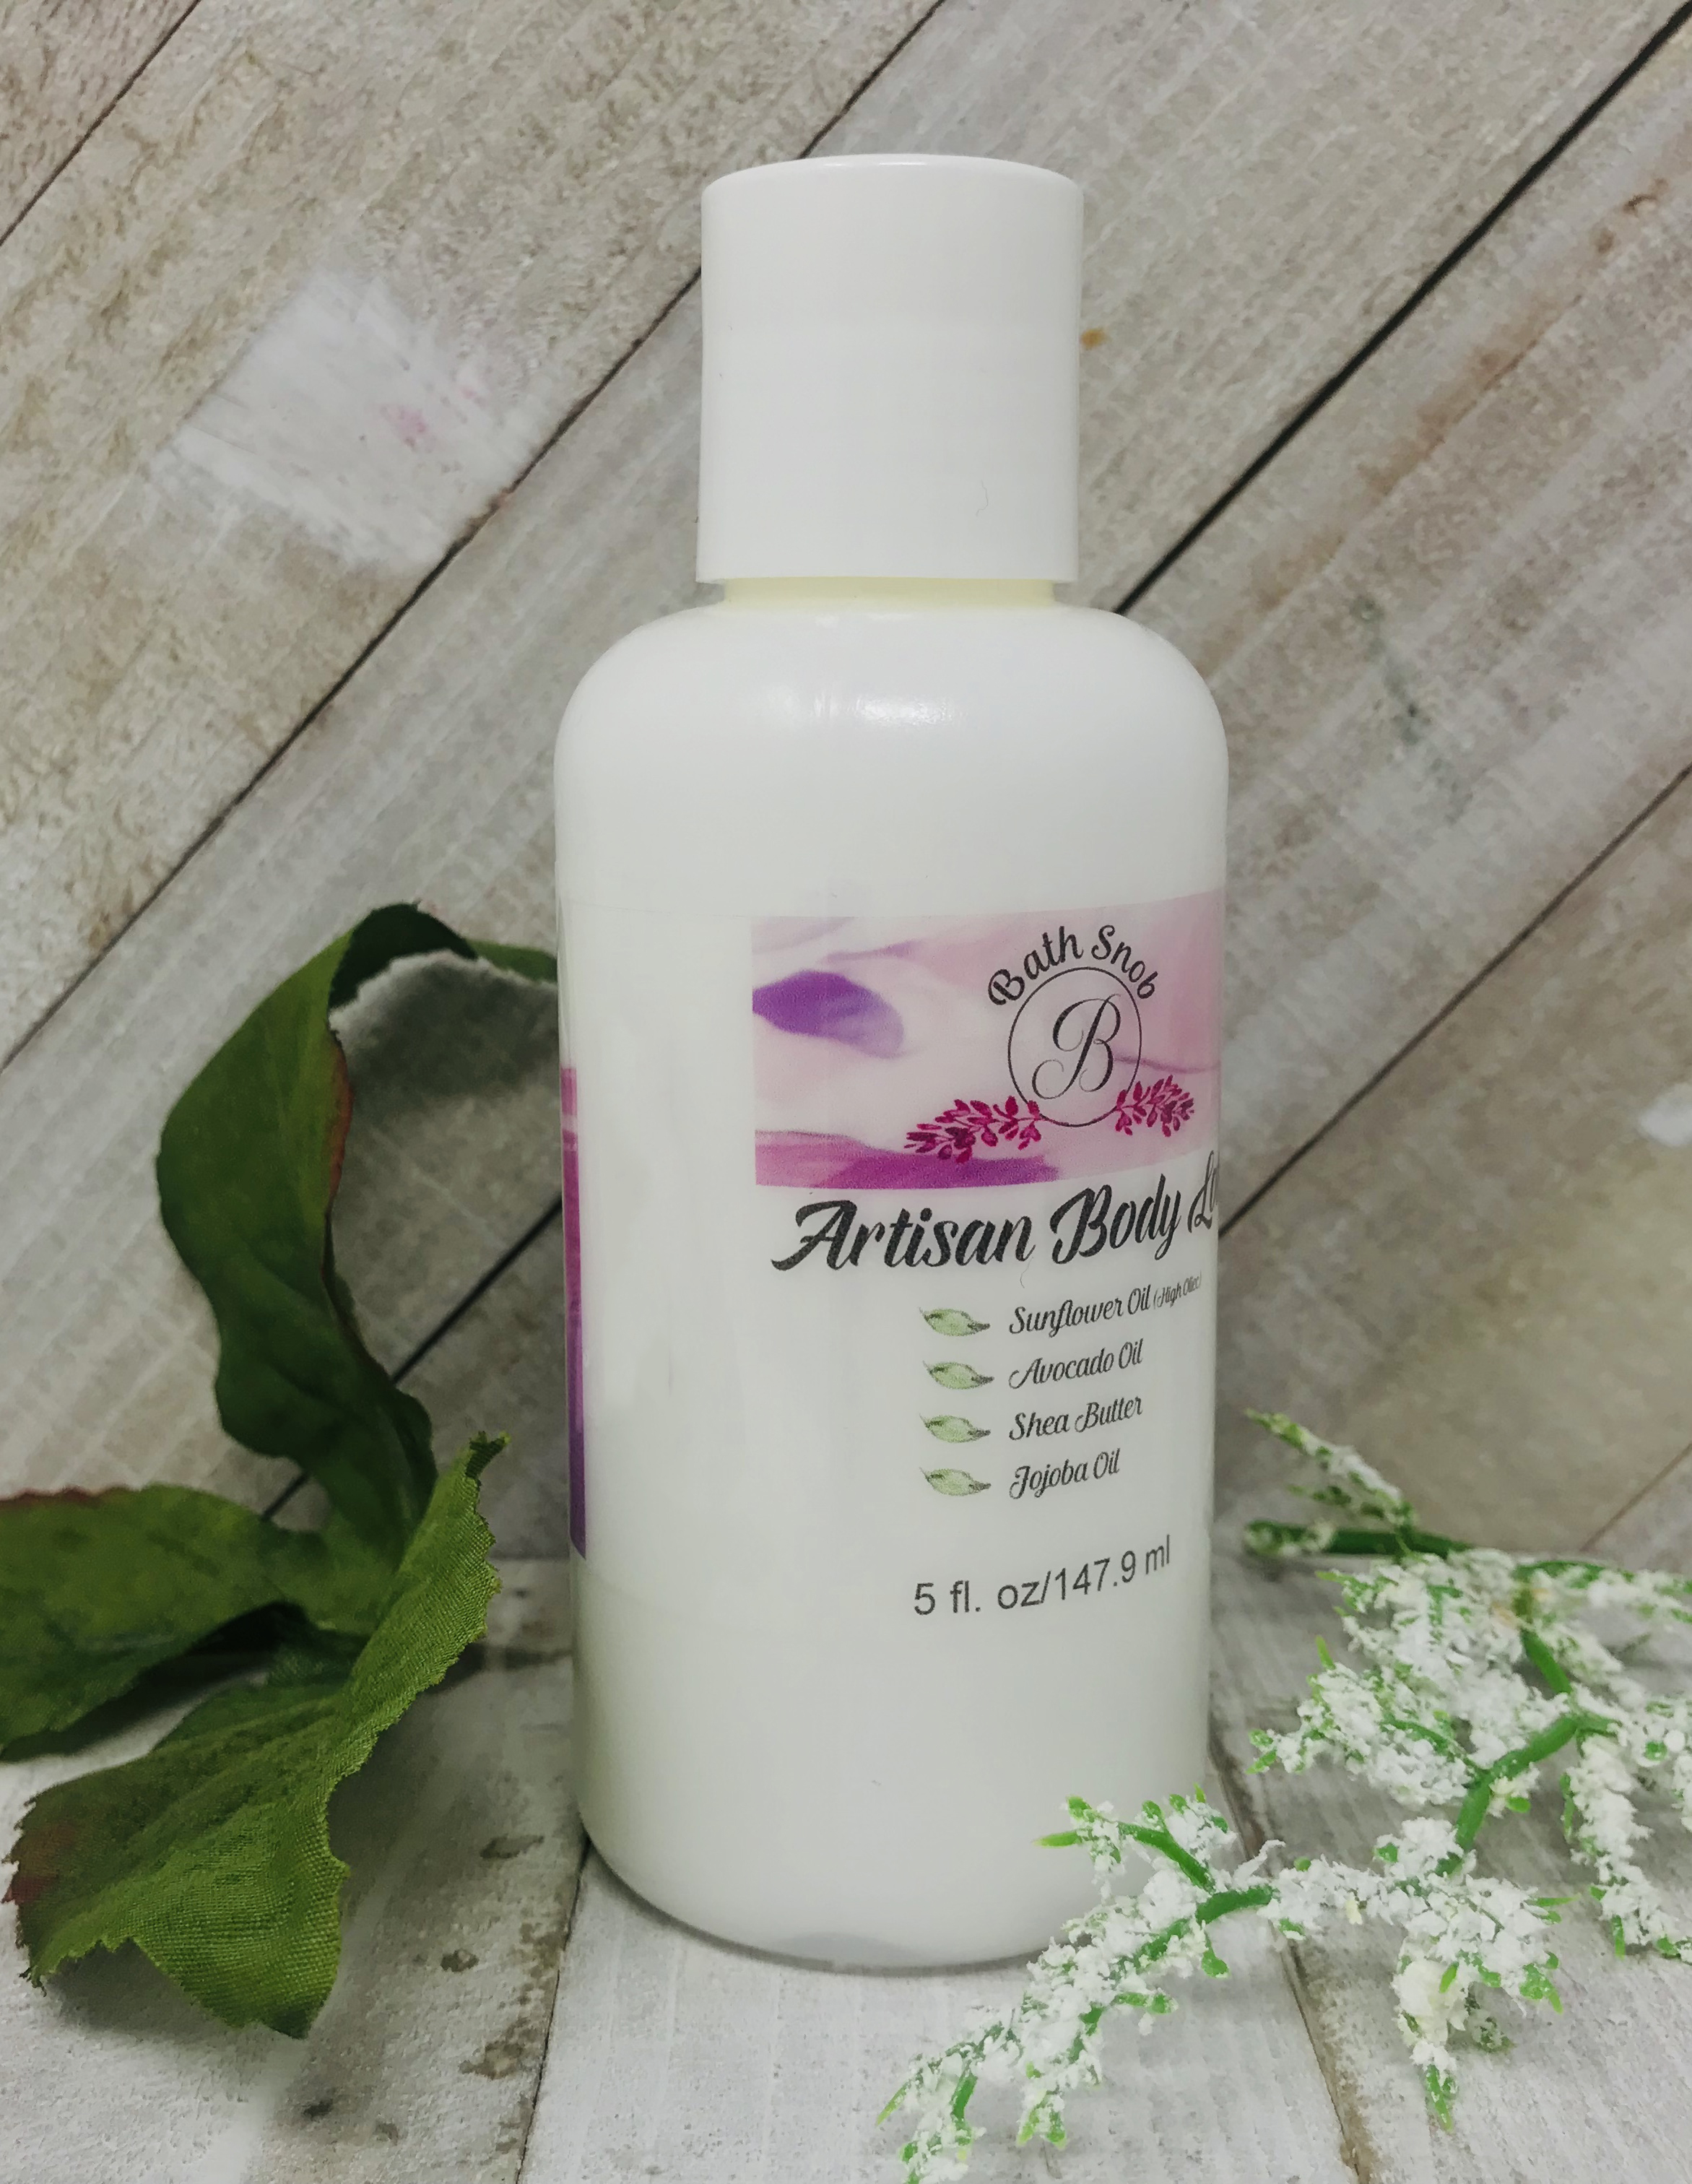 Bath Snob
B
Artisan Body Lo
Sunflower Oil (High Oliec)
Avocado Oil
Shea Butter
Jojoba Oil
5 fl. oz/147.9 ml